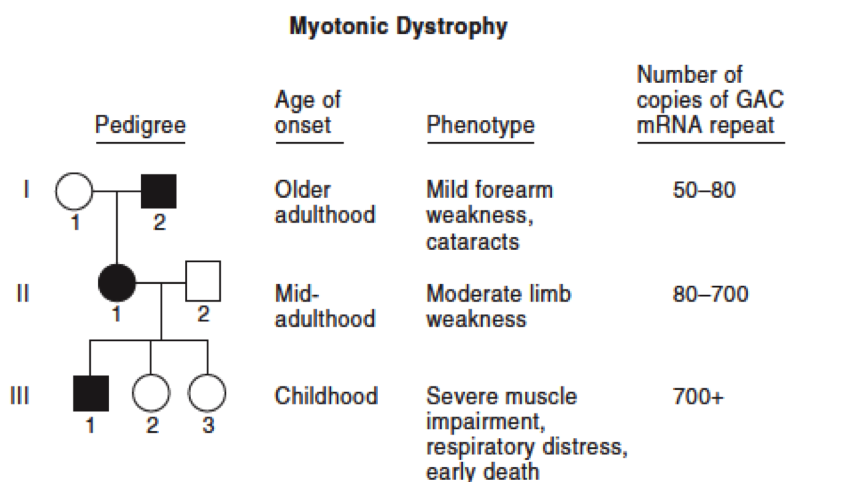 Myotonic Dystrophy
Pedigree
Age of
onset
Phenotype
Number of
copies of GAC
mRNA repeat
I
1
2
Older
adulthood
Mild forearm
weakness,
cataracts
50–80
II
1
2
Mid-
adulthood
Moderate limb
weakness
80–700
III
1
2
3
Childhood
Severe muscle
impairment,
respiratory distress,
early death
700+